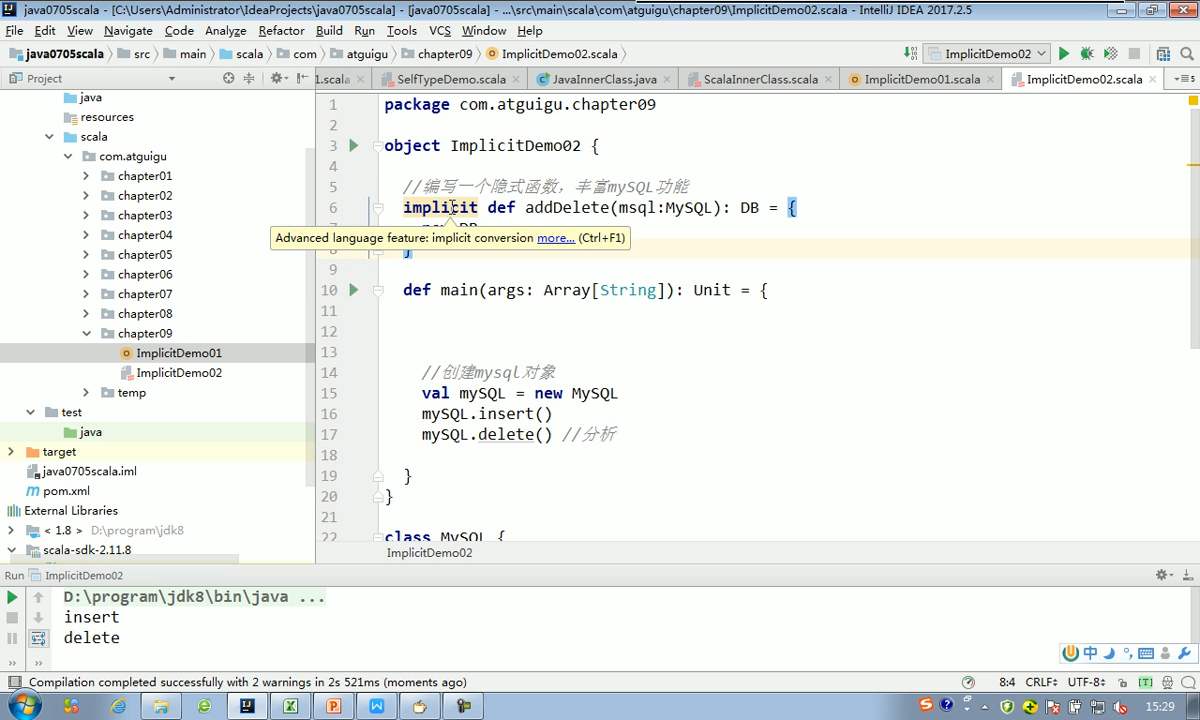 java0705scala - [C:\Users\Administrator\IdeaProjects\java0705scala] - [java0705scala] - ...\src\main\scala\com\atguigu\chapter09\ImplicitDemo02.scala - IntelliJ IDEA 2017.2.5
File Edit View Navigate Code Analyze Refactor Build Run Tools VCS Window Help
java0705scala src main scala com atguigu chapter09 ImplicitDemo02.scala ImplicitDemo02
Project 1.scala SelfTypeDemo.scala JavaInnerClass.java ScalaInnerClass.scala ImplicitDemo01.scala ImplicitDemo02.scala
java
resources
scala
com.atguigu
chapter01
chapter02
chapter03
chapter04
chapter05
chapter06
chapter07
chapter08
chapter09
ImplicitDemo01
ImplicitDemo02
temp
test
java
target
java0705scala.iml
pom.xml
External Libraries
< 1.8 > D:\program\jdk8
scala-sdk-2.11.8
1 package com.atguigu.chapter09
2
3 object ImplicitDemo02 {
4
5 //编写一个隐式函数，丰富mySQL功能
6 implicit def addDelete(msql:MySQL): DB = {
Advanced language feature: implicit conversion more... (Ctrl+F1)
9
10 def main(args: Array[String]): Unit = {
11
12
13
14 //创建mysql对象
15 val mySQL = new MySQL
16 mySQL.insert()
17 mySQL.delete() //分析
18
19 }
20 }
21
22 class MySQL {
ImplicitDemo02
Run ImplicitDemo02
D:\program\jdk8\bin\java ...
insert
delete
中
Compilation completed successfully with 2 warnings in 2s 521ms (moments ago) 8:4 CRLF UTF-8
15:29